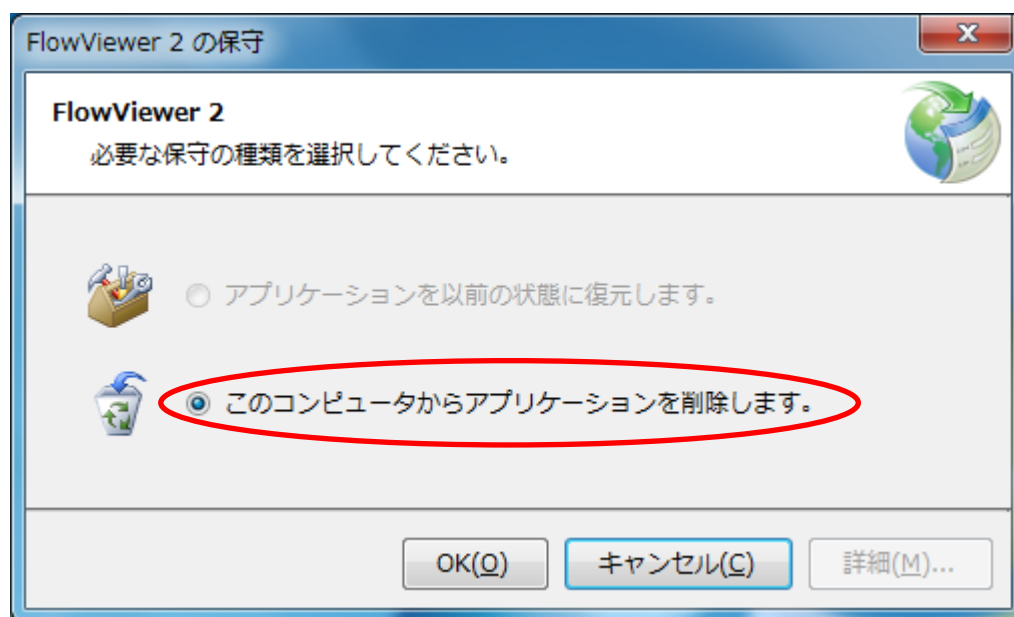 FlowViewer 2 の保守
FlowViewer 2
必要な保守の種類を選択してください。
アプリケーションを以前の状態に復元します。
このコンピュータからアプリケーションを削除します。
OK(O) キャンセル(C) 詳細(M)...